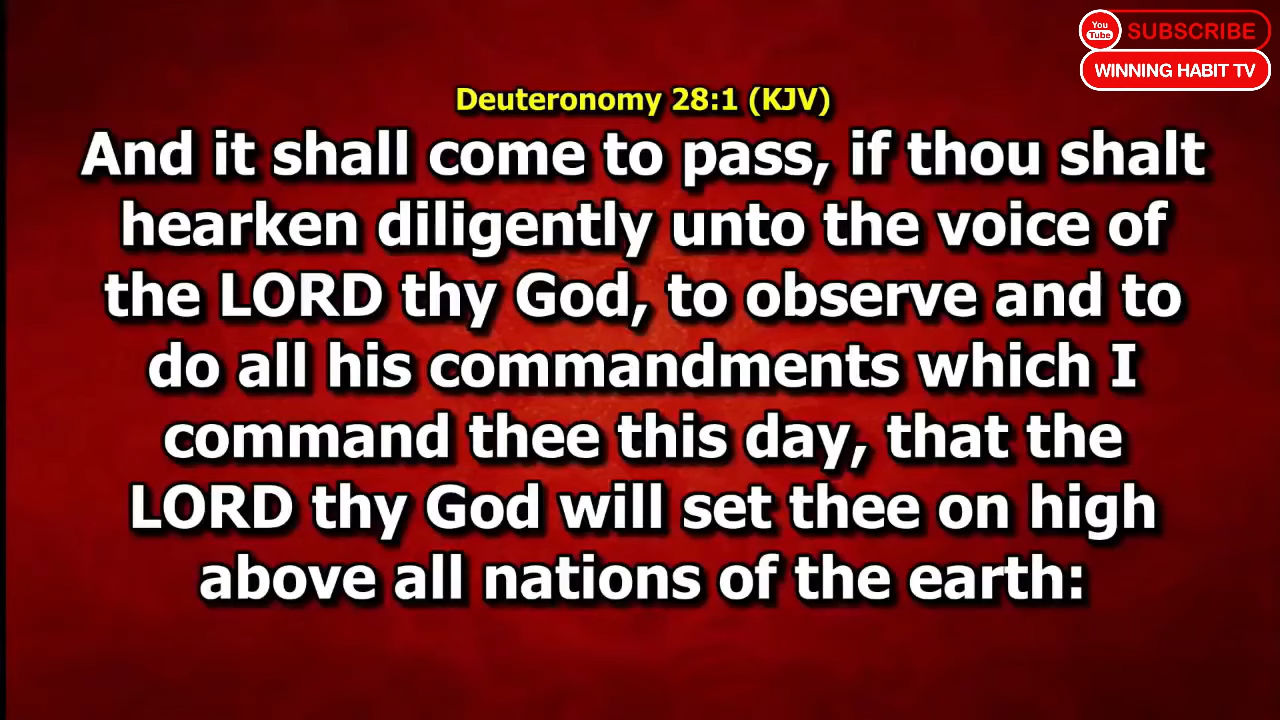 You
Tube
SUBSCRIBE
WINNING HABIT TV
Deuteronomy 28:1 (KJV)
And it shall come to pass, if thou shalt
hearken diligently unto the voice of
the LORD thy God, to observe and to
do all his commandments which I
command thee this day, that the
LORD thy God will set thee on high
above all nations of the earth: